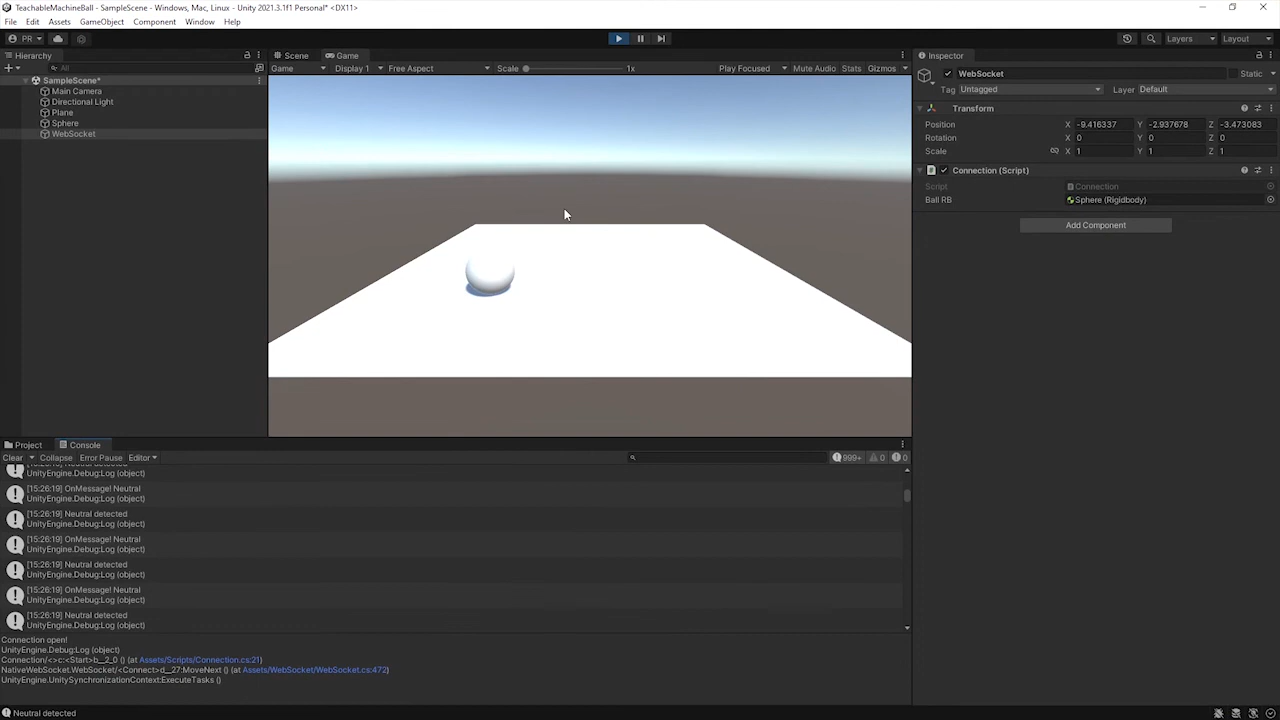 TeachableMachineBall - SampleScene - Windows, Mac, Linux - Unity 2021.3.1f1 Personal* <DX11>
File Edit Assets GameObject Component Window Help
PR Layers Layout
Hierarchy
All
SampleScene*
Main Camera
Directional Light
Plane
Sphere
WebSocket
Scene Game
Game Display 1 Free Aspect Scale 1x Play Focused Mute Audio Stats Gizmos
Inspector
WebSocket Static
Tag Untagged Layer Default
Transform
Position X -9.416337 Y -2.937678 Z -3.473083
Rotation X 0 Y 0 Z 0
Scale X 1 Y 1 Z 1
Connection (Script)
Script Connection
Ball RB Sphere (Rigidbody)
Add Component
Project Console
Clear Collapse Error Pause Editor 999+ 0 0
[15:26:19] Neutral detected
UnityEngine.Debug:Log (object)
[15:26:19] OnMessage! Neutral
UnityEngine.Debug:Log (object)
[15:26:19] Neutral detected
UnityEngine.Debug:Log (object)
[15:26:19] OnMessage! Neutral
UnityEngine.Debug:Log (object)
[15:26:19] Neutral detected
UnityEngine.Debug:Log (object)
[15:26:19] OnMessage! Neutral
UnityEngine.Debug:Log (object)
[15:26:19] Neutral detected
UnityEngine.Debug:Log (object)
Connection open!
UnityEngine.Debug:Log (object)
Connection/<>c:<Start>b__2_0 () (at Assets/Scripts/Connection.cs:21)
NativeWebSocket.WebSocket/<Connect>d__27:MoveNext () (at Assets/WebSocket/WebSocket.cs:472)
UnityEngine.UnitySynchronizationContext:ExecuteTasks ()
Neutral detected